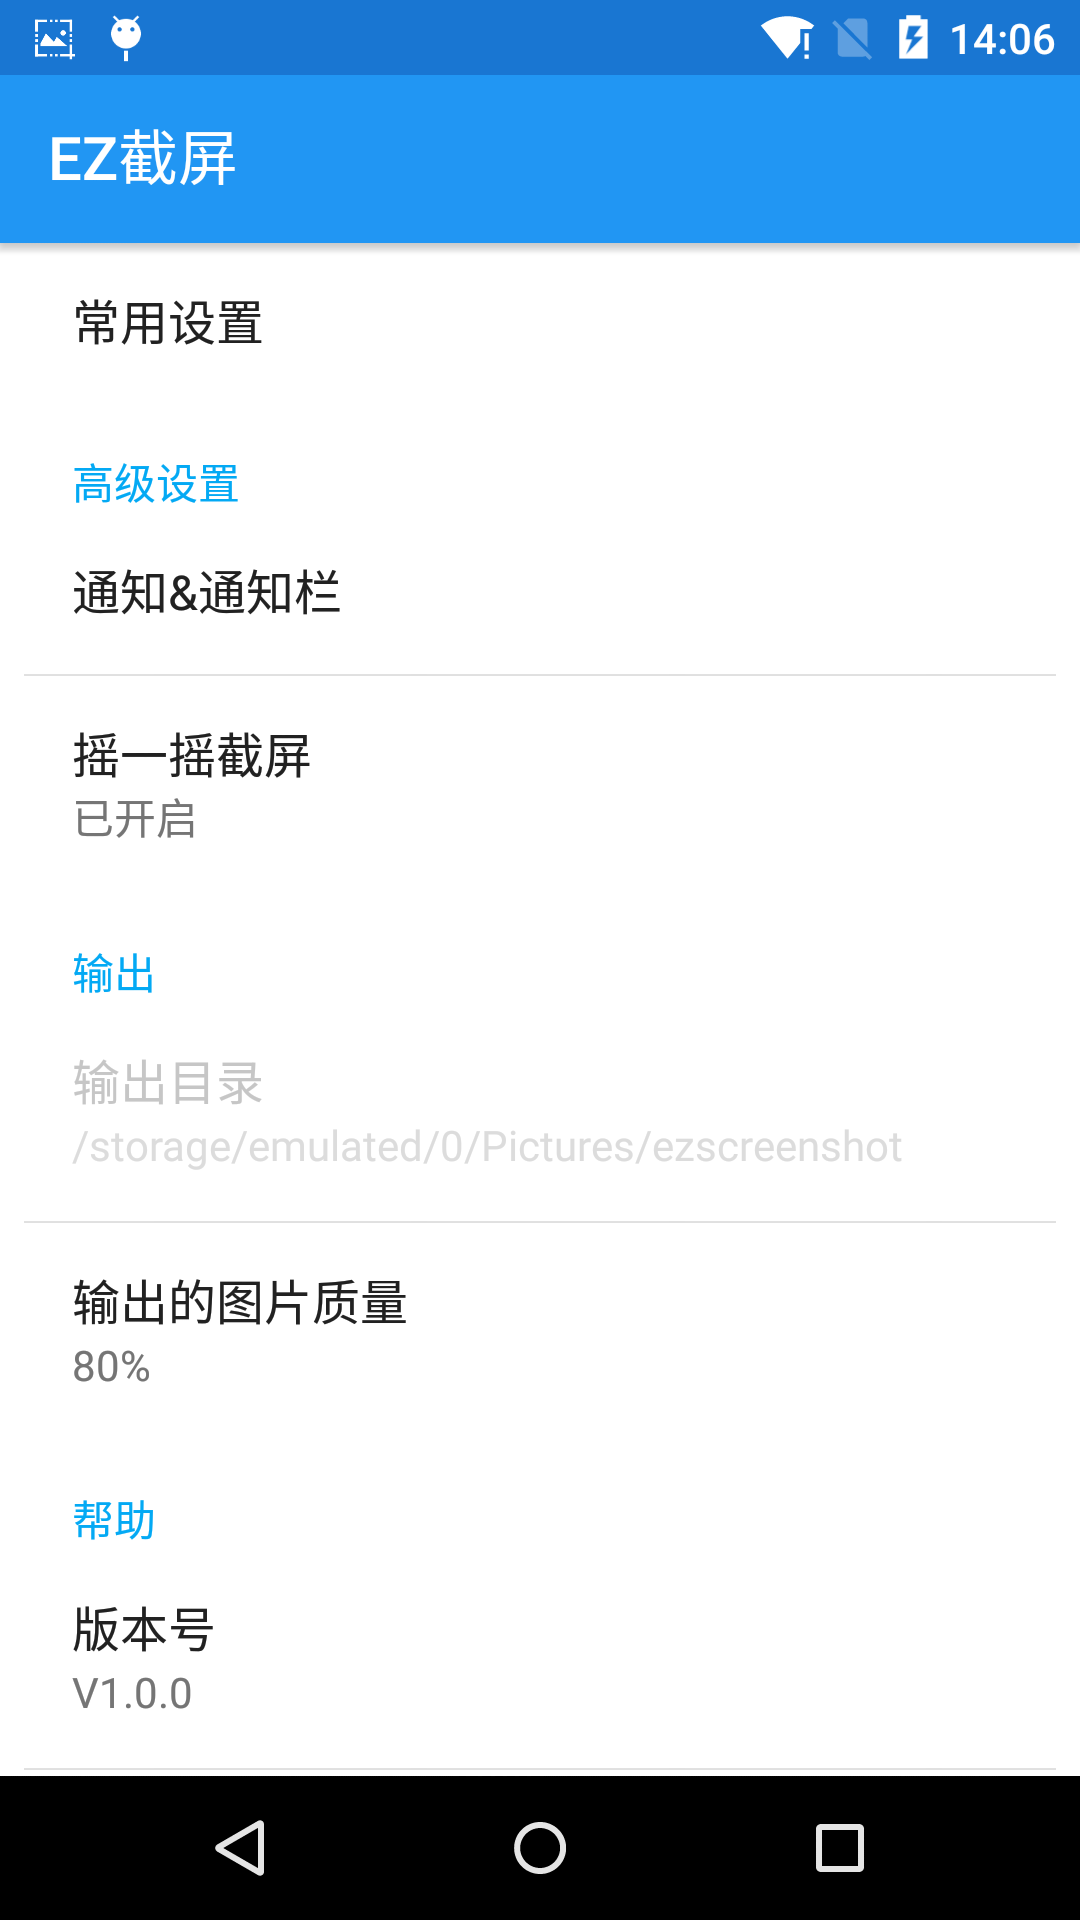 14:06
EZ截屏
常用设置
高级设置
通知&通知栏
摇一摇截屏
已开启
输出
输出目录
/storage/emulated/0/Pictures/ezscreenshot
输出的图片质量
80%
帮助
版本号
V1.0.0